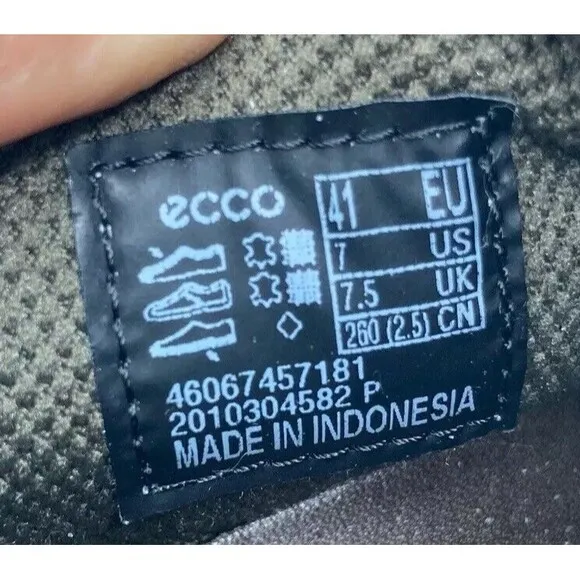 ecco
41 EU
7 US
7.5 UK
260 (2.5) CN
46067457181
2010304582 P
MADE IN INDONESIA